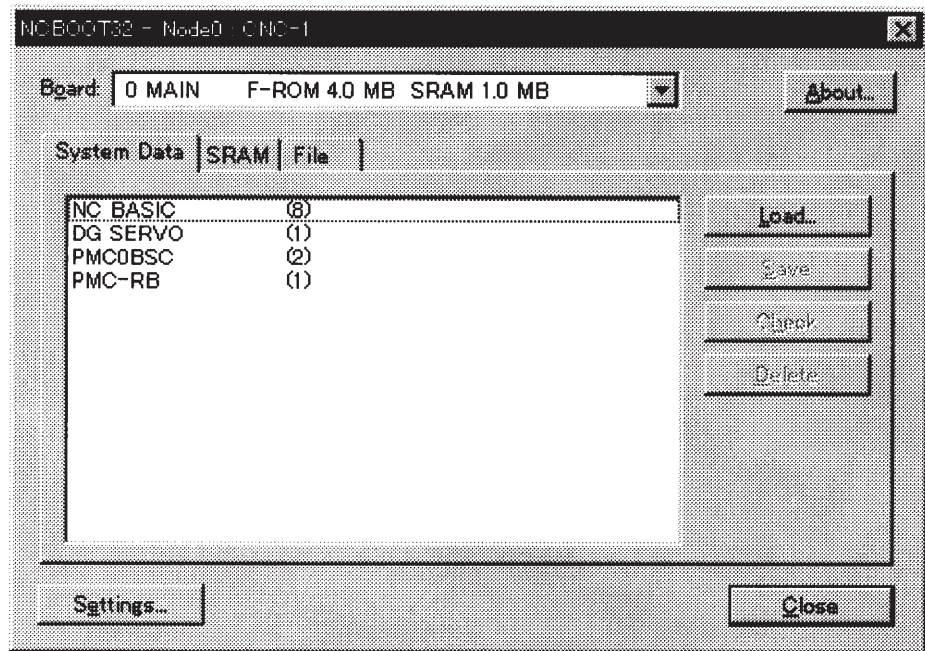 NCBOOT32 - Node0 : CNC-1
Board: 0 MAIN F-ROM 4.0 MB SRAM 1.0 MB About...
System Data SRAM File
NC BASIC (8)
DG SERVO (1)
PMC0BSC (2)
PMC-RB (1)
Load...
Save
Check
Delete
Settings... Close